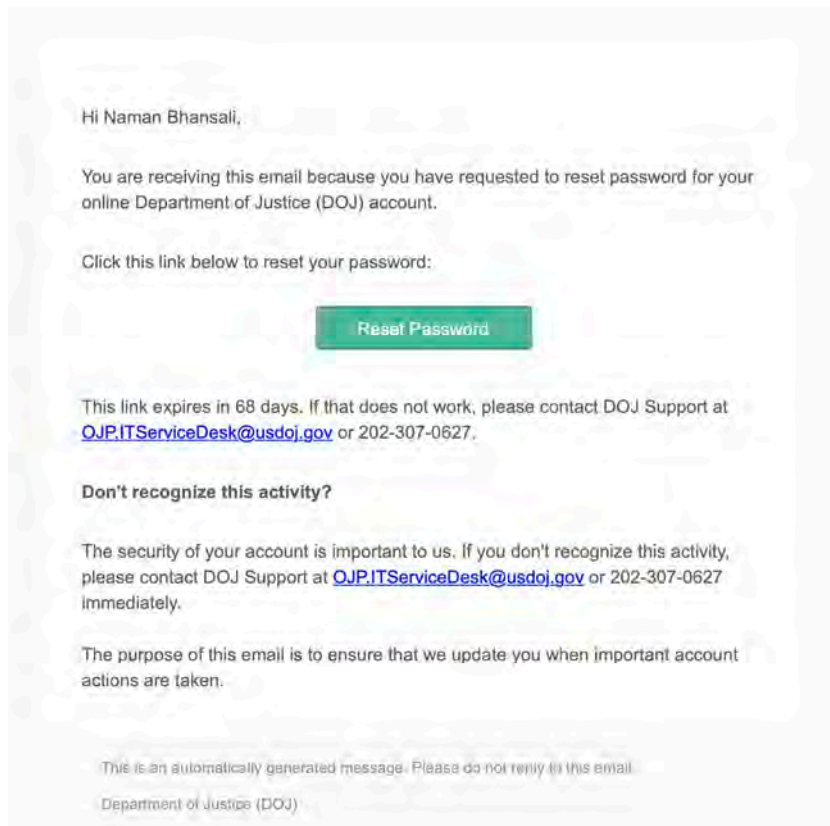 Hi Naman Bhansali,
You are receiving this email because you have requested to reset password for your
online Department of Justice (DOJ) account.
Click this link below to reset your password:
Reset Password
This link expires in 68 days. If that does not work, please contact DOJ Support at
OJP.ITServiceDesk@usdoj.gov or 202-307-0627.
Don't recognize this activity?
The security of your account is important to us. If you don't recognize this activity,
please contact DOJ Support at OJP.ITServiceDesk@usdoj.gov or 202-307-0627
immediately.
The purpose of this email is to ensure that we update you when important account
actions are taken.
This is an automatically generated message. Please do not reply to this email.
Department of Justice (DOJ)